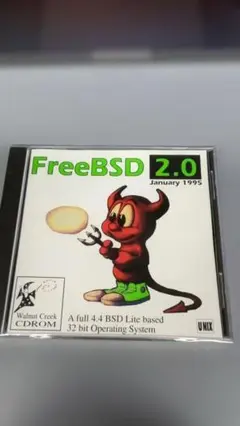 FreeBSD 2.0
January 1995
Walnut Creek
CDROM
A full 4.4 BSD Lite based
32 bit Operating System
UNIX